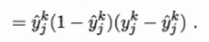 = ŷ_j^k(1 − ŷ_j^k)(y_j^k − ŷ_j^k) .